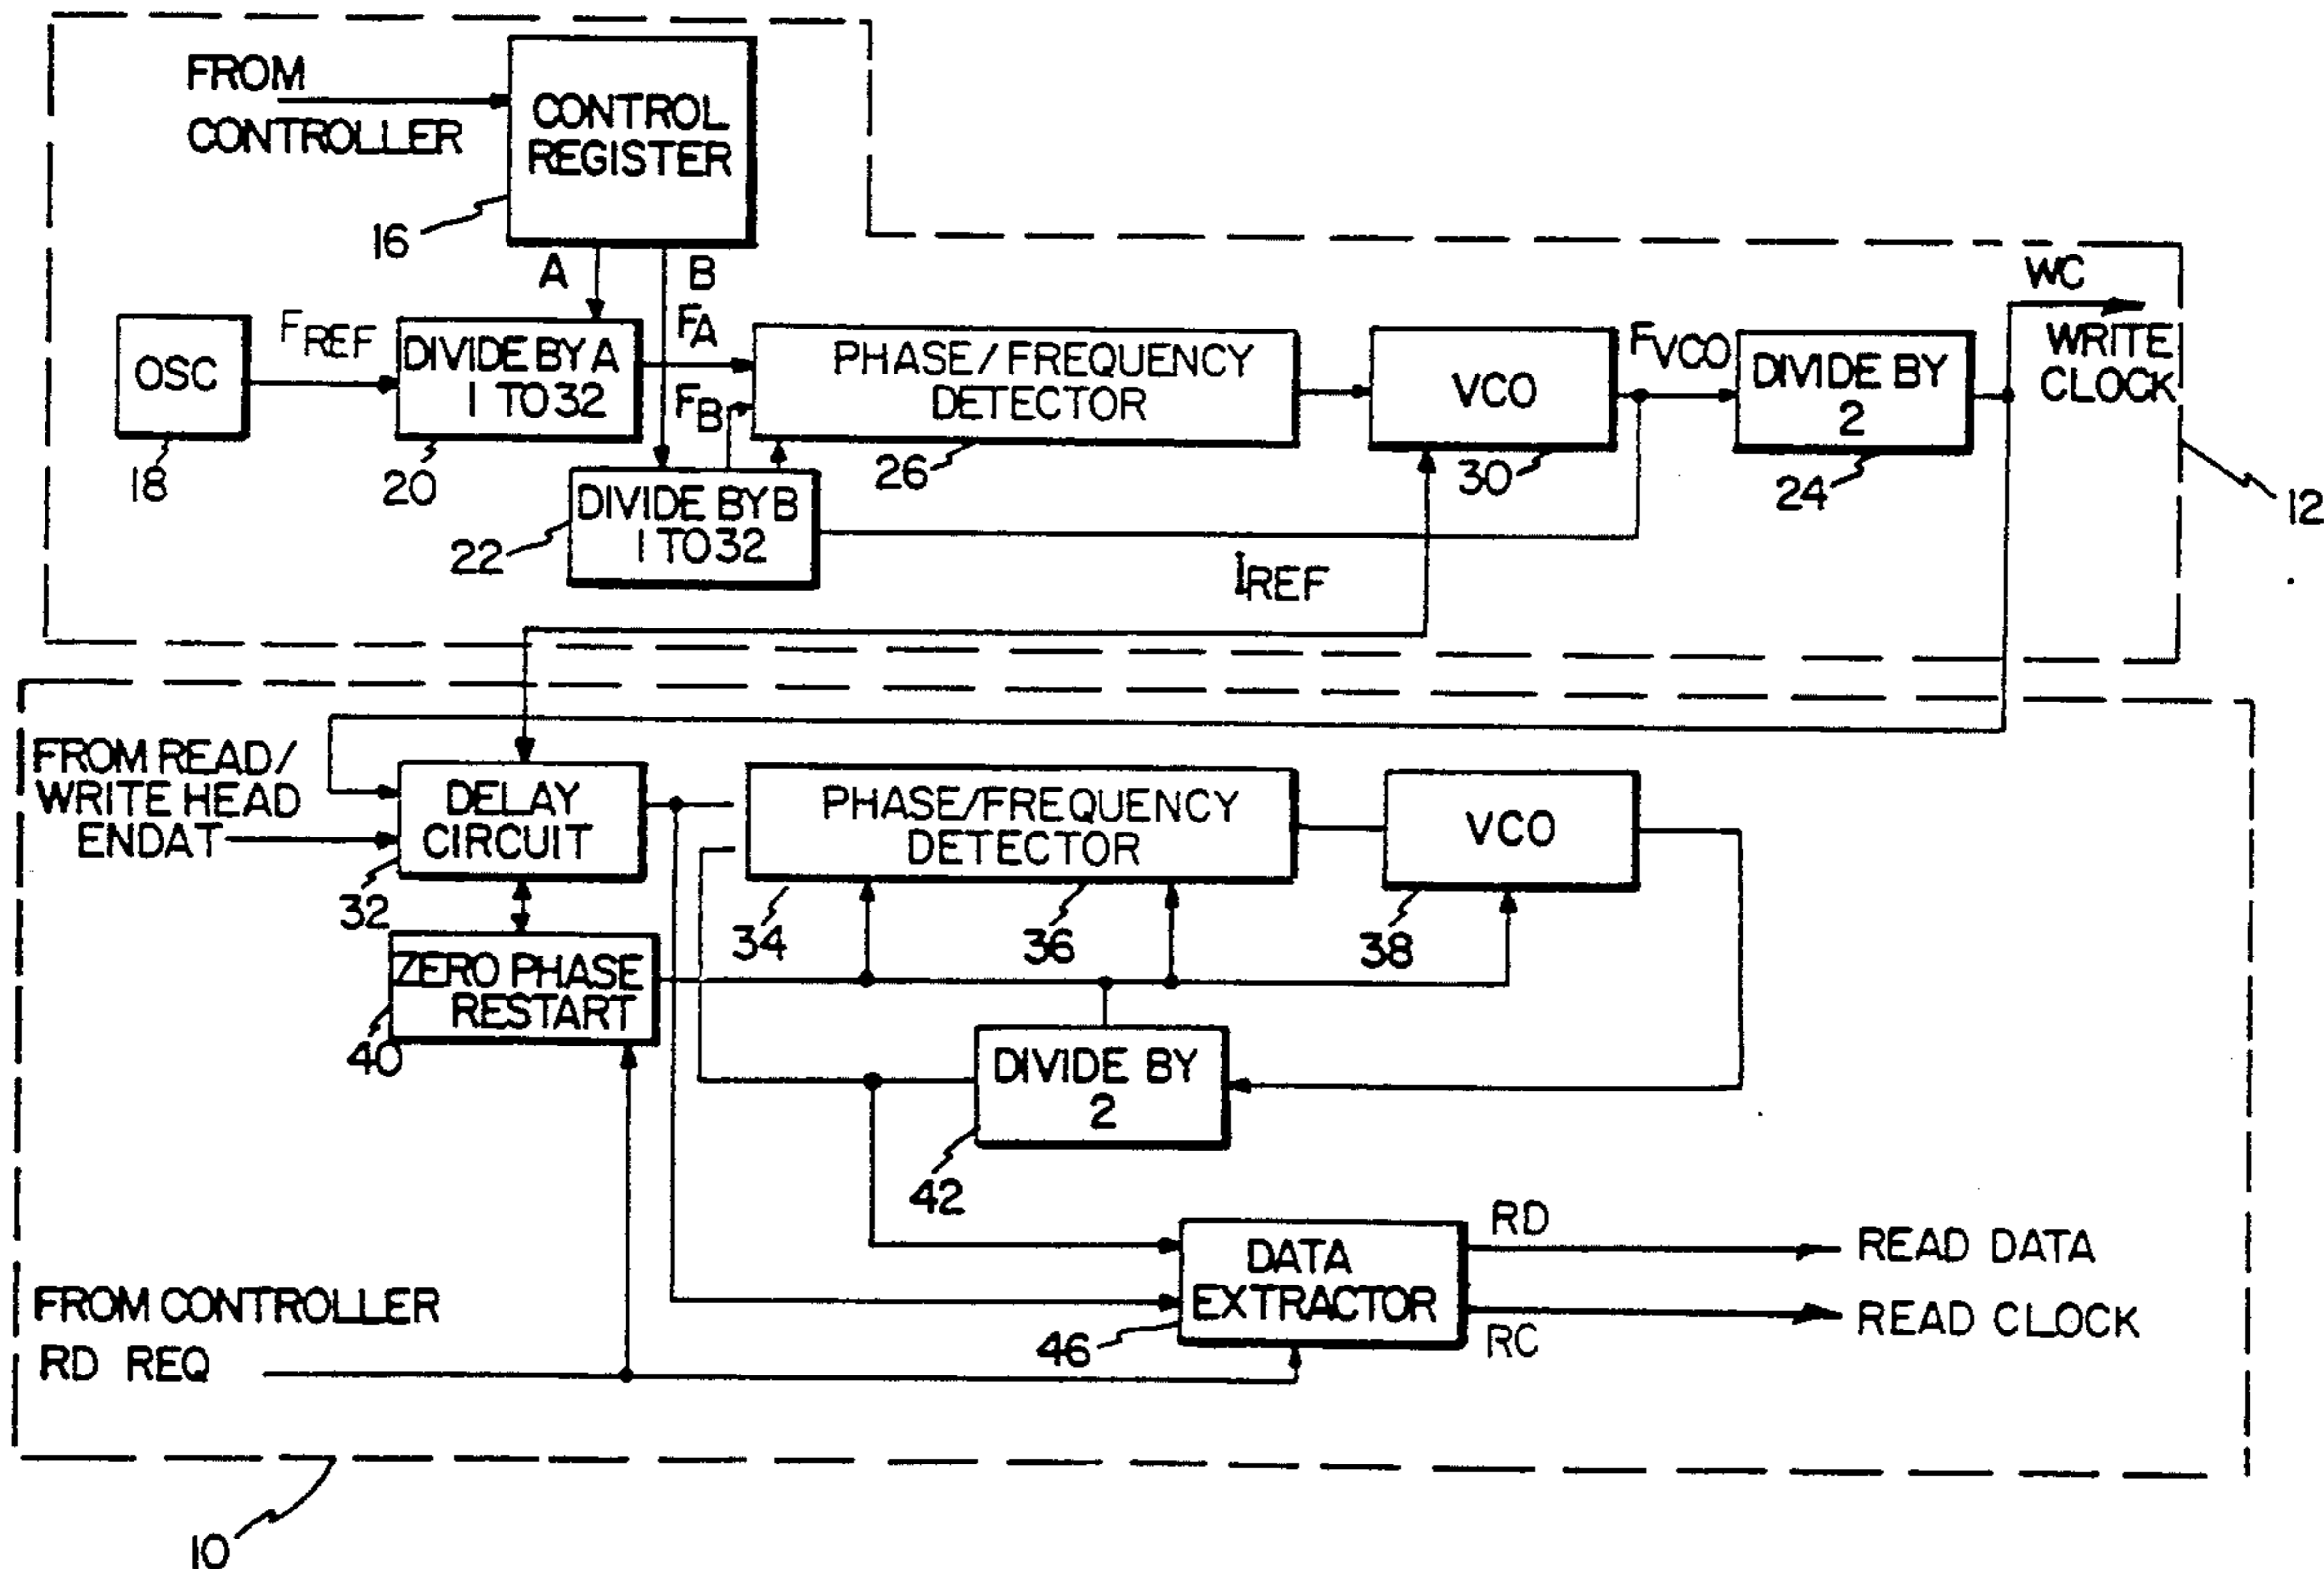 FROM
CONTROLLER
CONTROL
REGISTER
16
A
B
WC
WRITE
CLOCK
OSC
18
FREF
DIVIDE BY A
1 TO 32
20
FA
FB
PHASE/FREQUENCY
DETECTOR
26
VCO
30
FVCO
DIVIDE BY
2
24
12
DIVIDE BY B
1 TO 32
22
IREF
FROM READ/
WRITE HEAD
ENDAT
DELAY
CIRCUIT
32
PHASE/FREQUENCY
DETECTOR
34
36
VCO
38
ZERO PHASE
RESTART
40
DIVIDE BY
2
42
DATA
EXTRACTOR
46
RD
READ DATA
RC
READ CLOCK
FROM CONTROLLER
RD REQ
10